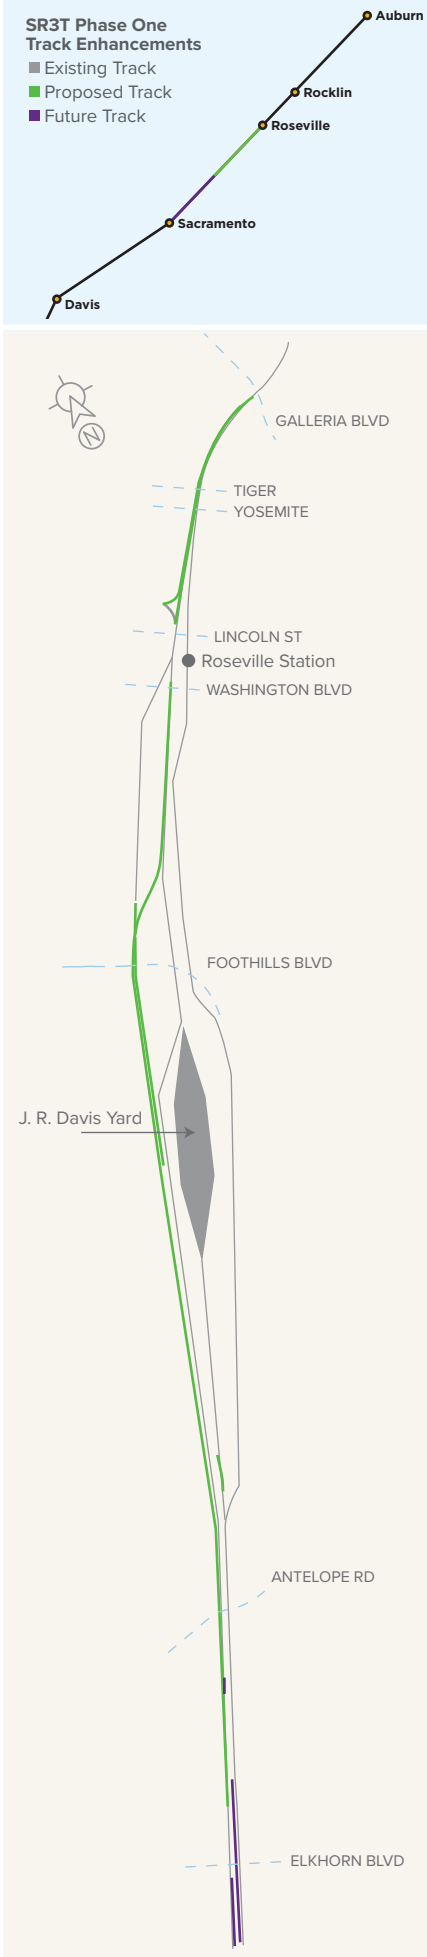 SR3T Phase One
Track Enhancements
Existing Track
Proposed Track
Future Track
Auburn
Rocklin
Roseville
Sacramento
Davis
N
GALLERIA BLVD
TIGER
YOSEMITE
LINCOLN ST
Roseville Station
WASHINGTON BLVD
FOOTHILLS BLVD
J. R. Davis Yard
ANTELOPE RD
ELKHORN BLVD